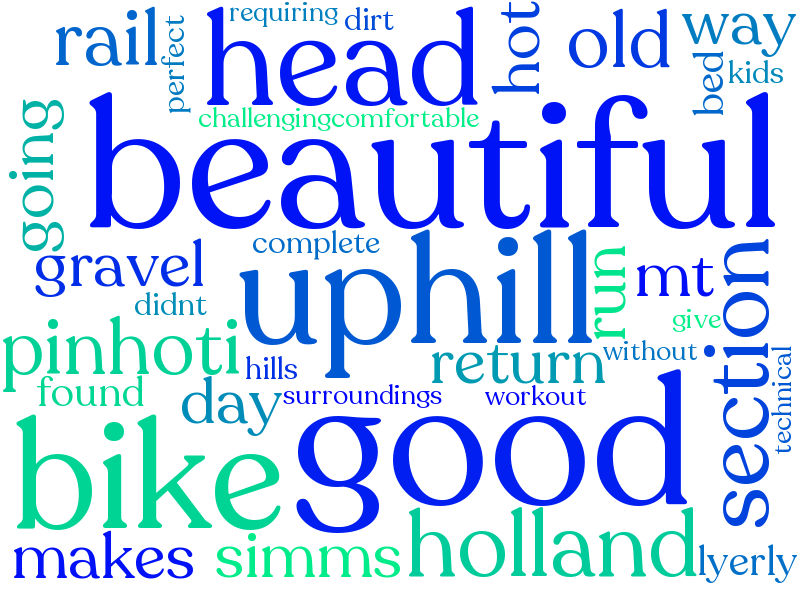 requiring
dirt
rail
perfect
head
hot
old
way
bed
kids
challengingcomfortable
going
beautiful
complete
gravel
uphill
run
mt
section
didnt
give
pinhoti
hills
return
without
technical
found
day
surroundings
workout
bike
good
makes
simms
holland
lyerly